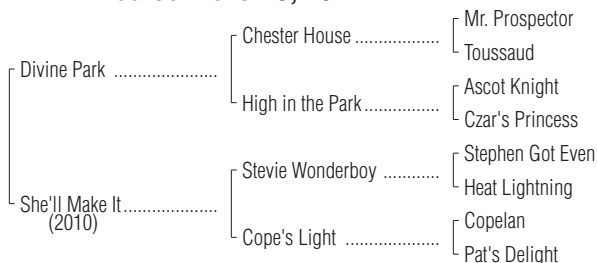 Chester House ..................
Mr. Prospector
Toussaud
Divine Park ......................
High in the Park................
Ascot Knight
Czar's Princess
She'll Make It....................
(2010)
Stevie Wonderboy ............
Stephen Got Even
Heat Lightning
Cope's Light ....................
Copelan
Pat's Delight